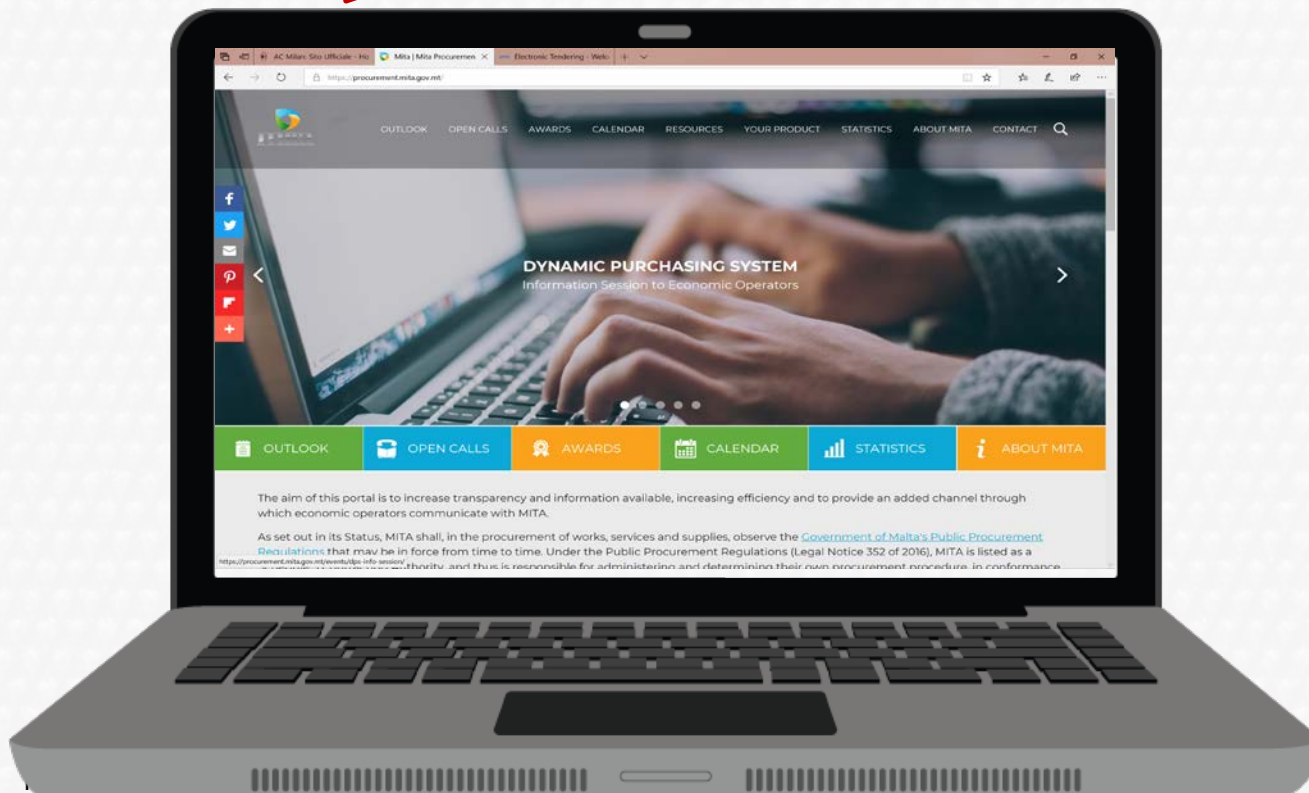 AC Milan: Sito Ufficiale - Ho
Mita | Mita Procuremen
Electronic Tendering - Welc
https://procurement.mita.gov.mt/
OUTLOOK OPEN CALLS AWARDS CALENDAR RESOURCES YOUR PRODUCT STATISTICS ABOUT MITA CONTACT
DYNAMIC PURCHASING SYSTEM
Information Session to Economic Operators
OUTLOOK OPEN CALLS AWARDS CALENDAR STATISTICS ABOUT MITA
The aim of this portal is to increase transparency and information available, increasing efficiency and to provide an added channel through
which economic operators communicate with MITA.
As set out in its Status, MITA shall, in the procurement of works, services and supplies, observe the Government of Malta's Public Procurement
Regulations that may be in force from time to time. Under the Public Procurement Regulations (Legal Notice 352 of 2016), MITA is listed as a
authority, and thus is responsible for administering and determining their own procurement procedure, in conformance
https://procurement.mita.gov.mt/events/dps-info-session/